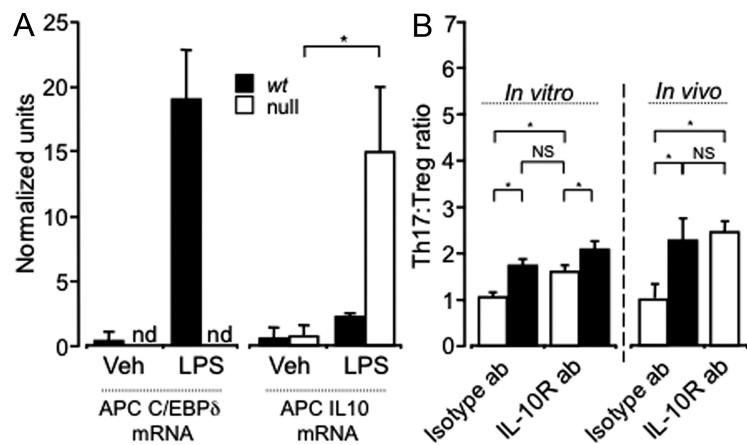 A
Normalized units
25
20
15
10
5
0
wt
null
*
nd
nd
Veh
LPS
Veh
LPS
APC C/EBPδ
mRNA
APC IL10
mRNA
B
Th17:Treg ratio
7
6
5
4
3
2
1
0
In vitro
In vivo
*
NS
*
*
*
*
NS
Isotype ab
IL-10R ab
Isotype ab
IL-10R ab